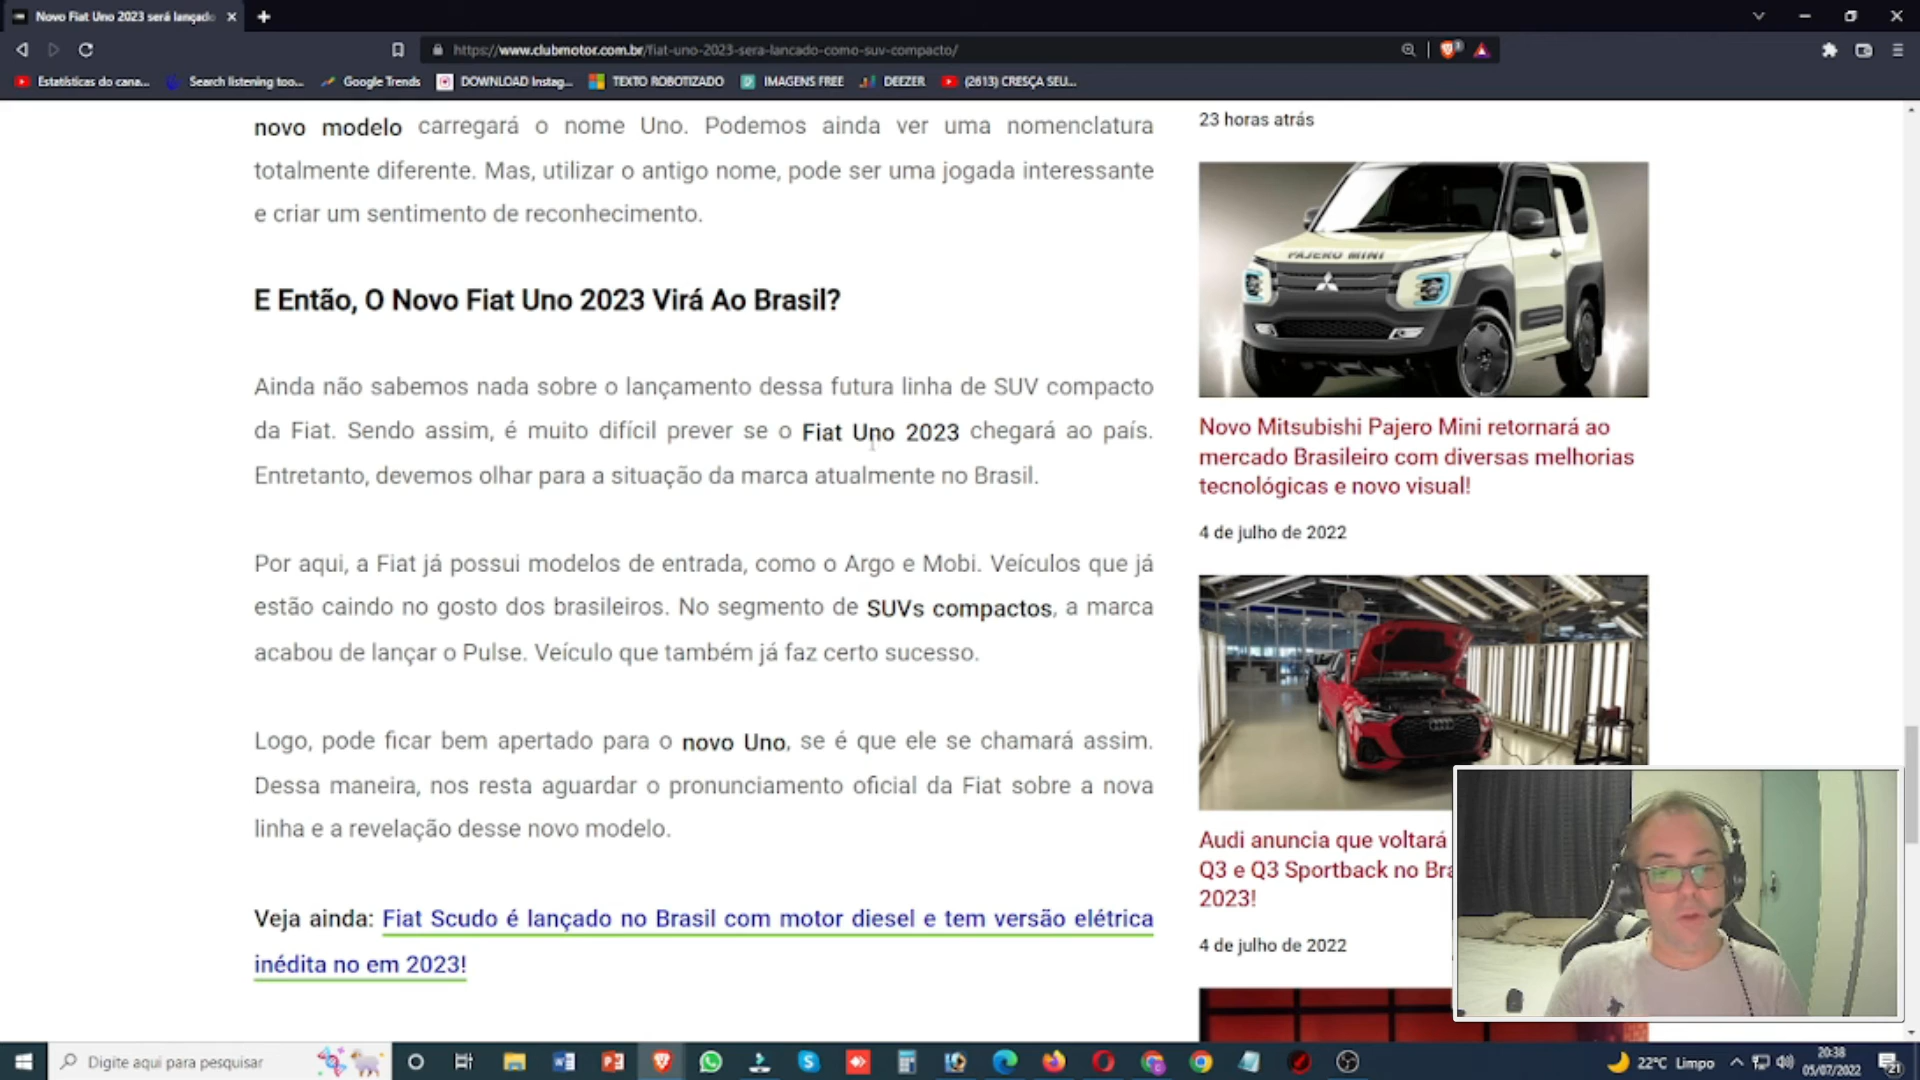 Novo Fiat Uno 2023 será lançado
https://www.clubmotor.com.br/fiat-uno-2023-sera-lancado-como-suv-compacto/
Estatísticas do cana...
Search listening too...
Google Trends
DOWNLOAD Instag...
TEXTO ROBOTIZADO
IMAGENS FREE
DEEZER
(2613) CRESÇA SEU...
novo modelo carregará o nome Uno. Podemos ainda ver uma nomenclatura
totalmente diferente. Mas, utilizar o antigo nome, pode ser uma jogada interessante
e criar um sentimento de reconhecimento.
E Então, O Novo Fiat Uno 2023 Virá Ao Brasil?
Ainda não sabemos nada sobre o lançamento dessa futura linha de SUV compacto
da Fiat. Sendo assim, é muito difícil prever se o Fiat Uno 2023 chegará ao país.
Entretanto, devemos olhar para a situação da marca atualmente no Brasil.
Por aqui, a Fiat já possui modelos de entrada, como o Argo e Mobi. Veículos que já
estão caindo no gosto dos brasileiros. No segmento de SUVs compactos, a marca
acabou de lançar o Pulse. Veículo que também já faz certo sucesso.
Logo, pode ficar bem apertado para o novo Uno, se é que ele se chamará assim.
Dessa maneira, nos resta aguardar o pronunciamento oficial da Fiat sobre a nova
linha e a revelação desse novo modelo.
Veja ainda: Fiat Scudo é lançado no Brasil com motor diesel e tem versão elétrica
inédita no em 2023!
23 horas atrás
PAJERO MINI
Novo Mitsubishi Pajero Mini retornará ao
mercado Brasileiro com diversas melhorias
tecnológicas e novo visual!
4 de julho de 2022
Audi anuncia que voltará
Q3 e Q3 Sportback no Bra
2023!
4 de julho de 2022
Digite aqui para pesquisar
22°C Limpo
20:38
05/07/2022
21